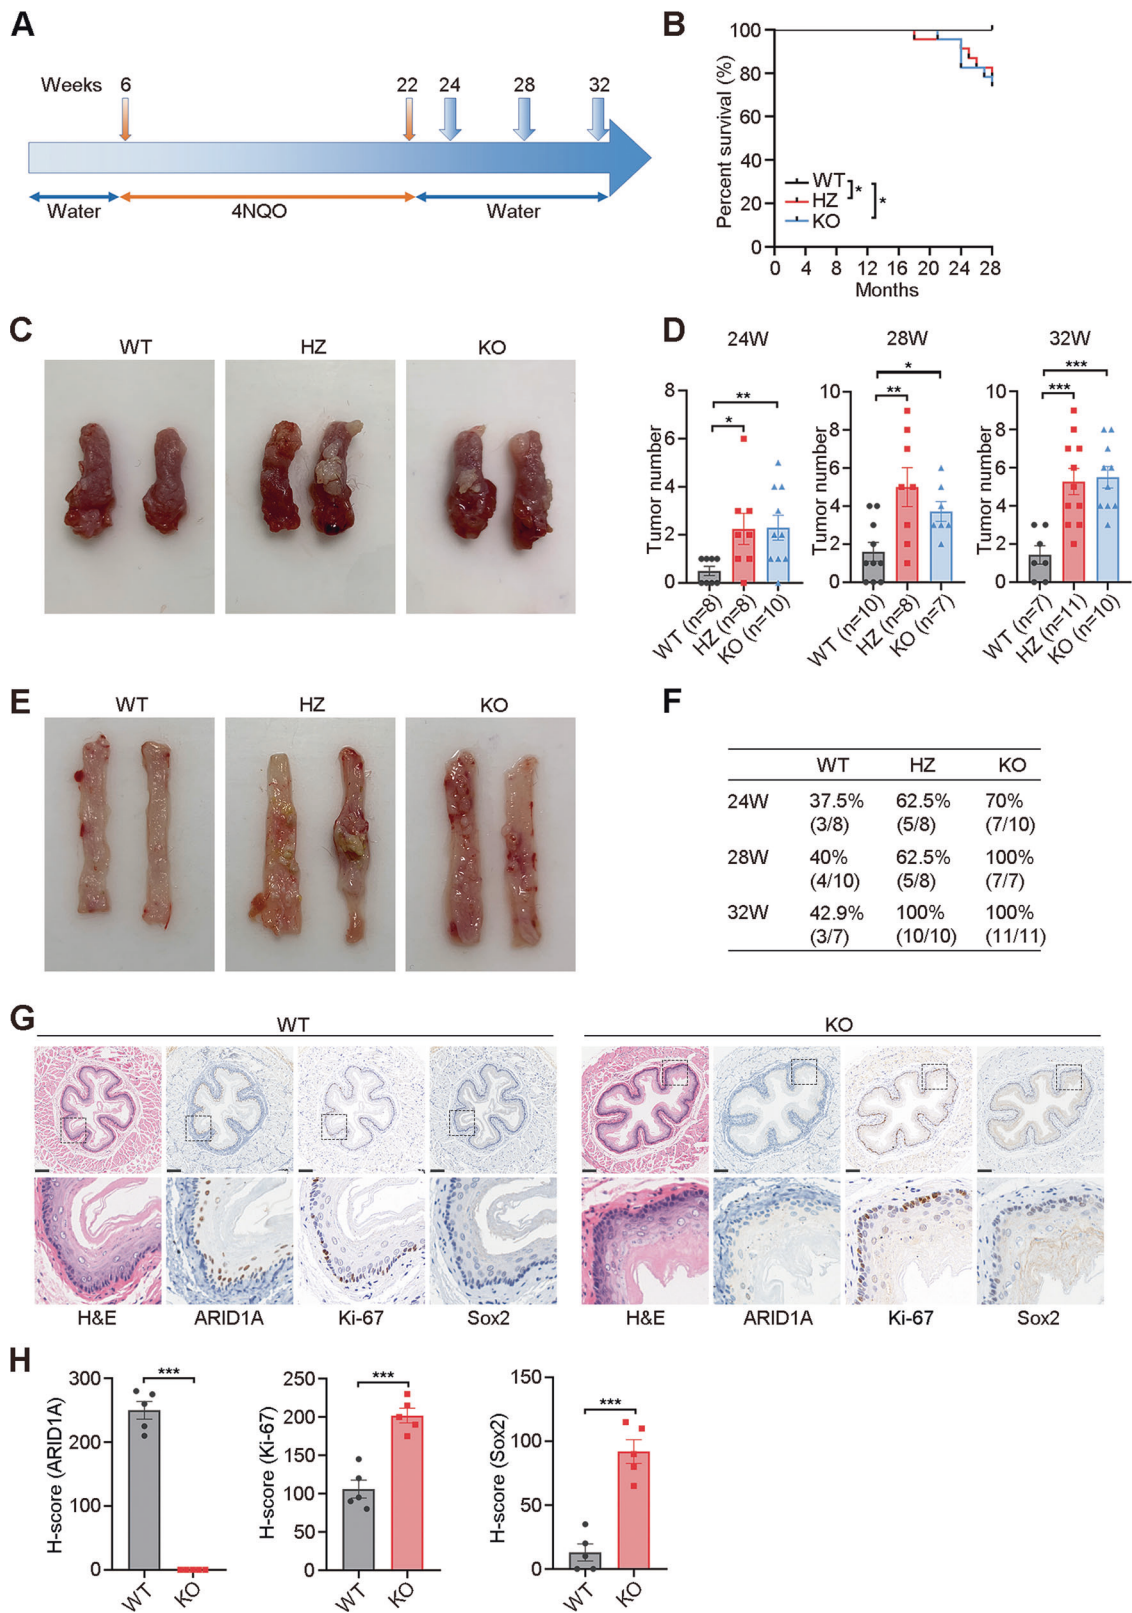 A
Weeks 6 22 24 28 32
Water 4NQO Water
B
Percent survival (%)
100
80
60
40
20
0
WT
HZ
KO
*
*
0 4 8 12 16 20 24 28
Months
C
WT HZ KO
D
24W
Tumor number
8
6
4
2
0
**
*
WT (n=8)
HZ (n=8)
KO (n=10)
28W
Tumor number
10
8
6
4
2
0
*
**
WT (n=10)
HZ (n=8)
KO (n=7)
32W
Tumor number
10
8
6
4
2
0
***
***
WT (n=7)
HZ (n=11)
KO (n=10)
E
WT HZ KO
F
WT HZ KO
24W 37.5% 62.5% 70%
(3/8) (5/8) (7/10)
28W 40% 62.5% 100%
(4/10) (5/8) (7/7)
32W 42.9% 100% 100%
(3/7) (10/10) (11/11)
G
WT KO
H&E ARID1A Ki-67 Sox2 H&E ARID1A Ki-67 Sox2
H
H-score (ARID1A)
300
200
100
0
***
WT KO
H-score (Ki-67)
250
200
150
100
50
0
***
WT KO
H-score (Sox2)
150
100
50
0
***
WT KO